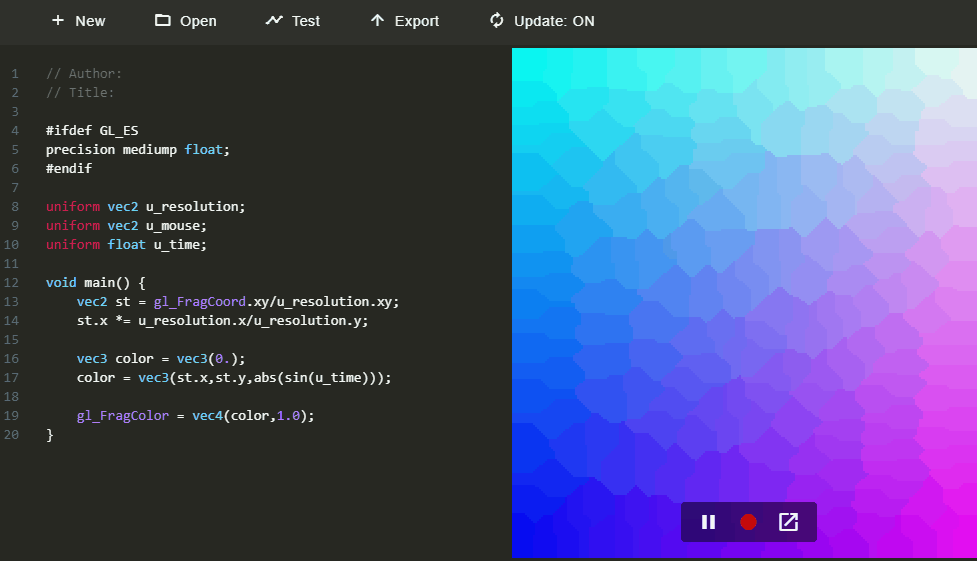 New Open Test Export Update: ON
1 // Author:
2 // Title:
3
4 #ifdef GL_ES
5 precision mediump float;
6 #endif
7
8 uniform vec2 u_resolution;
9 uniform vec2 u_mouse;
10 uniform float u_time;
11
12 void main() {
13     vec2 st = gl_FragCoord.xy/u_resolution.xy;
14     st.x *= u_resolution.x/u_resolution.y;
15
16     vec3 color = vec3(0.);
17     color = vec3(st.x,st.y,abs(sin(u_time)));
18
19     gl_FragColor = vec4(color,1.0);
20 }